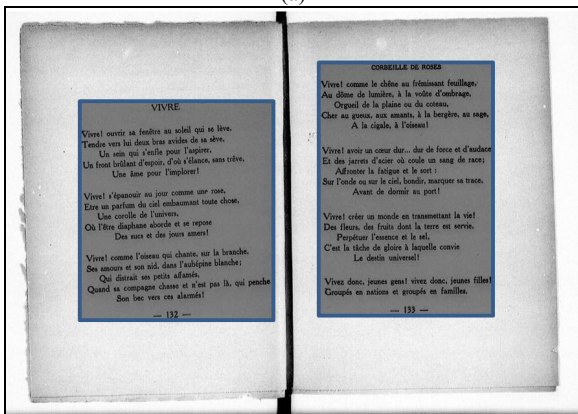 VIVRE
Vivre! ouvrir sa fenêtre au soleil qui se lève,
Tendre vers lui deux bras avides de sa sève,
Un sein qui s'enfle pour l'aspirer,
Un front brûlant d'espoir, d'où s'élance, sans trêve,
Une âme pour l'implorer!
Vivre! s'épanouir au jour comme une rose,
Etre un parfum du ciel embaumant toute chose,
Une corolle de l'univers,
Où l'être diaphane aborde et se repose
Des sucs et des jours amers!
Vivre! comme l'oiseau qui chante, sur la branche,
Ses amours et son nid, dans l'aubépine blanche;
Qui distrait ses petits affamés,
Quand sa compagne chasse et n'est pas là, qui penche
Son bec vers ces alarmés!
— 132 —
CORBEILLE DE ROSES
Vivre! comme le chêne au frémissant feuillage,
Au dôme de lumière, à la voûte d'ombrage,
Orgueil de la plaine ou du coteau,
Cher au gueux, aux amants, à la bergère, au sage,
A la cigale, à l'oiseau!
Vivre! avoir un cœur dur... dur de force et d'audace
Et des jarrets d'acier où coule un sang de race;
Affronter la fatigue et le sort:
Sur l'onde ou sur le ciel, bondir, marquer sa trace,
Avant de dormir au port!
Vivre! créer un monde en transmettant la vie!
Des fleurs, des fruits dont la terre est servie,
Perpétuer l'essence et le sel,
C'est la tâche de gloire à laquelle convie
Le destin universel!
Vivez donc, jeunes gens! vivez donc, jeunes filles!
Groupés en nations et groupés en familles,
— 133 —